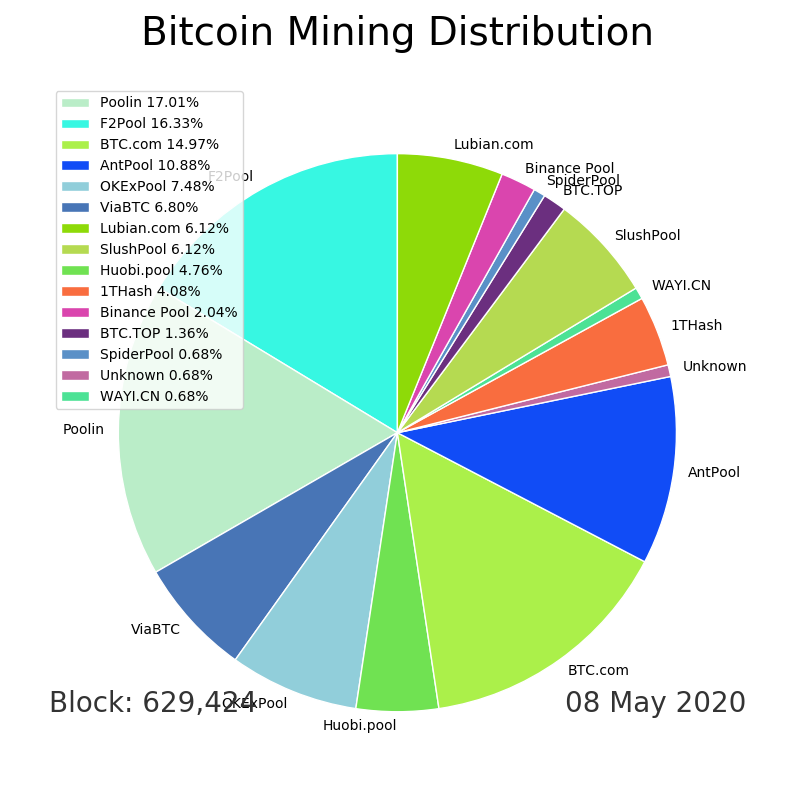 Bitcoin Mining Distribution
Poolin 17.01%
F2Pool 16.33%
BTC.com 14.97%
AntPool 10.88%
OKExPool 7.48%
ViaBTC 6.80%
Lubian.com 6.12%
SlushPool 6.12%
Huobi.pool 4.76%
1THash 4.08%
Binance Pool 2.04%
BTC.TOP 1.36%
SpiderPool 0.68%
Unknown 0.68%
WAYI.CN 0.68%
F2Pool
Lubian.com
Binance Pool
SpiderPool
BTC.TOP
SlushPool
WAYI.CN
1THash
Unknown
AntPool
BTC.com
Huobi.pool
OKExPool
ViaBTC
Poolin
Block: 629,424
08 May 2020